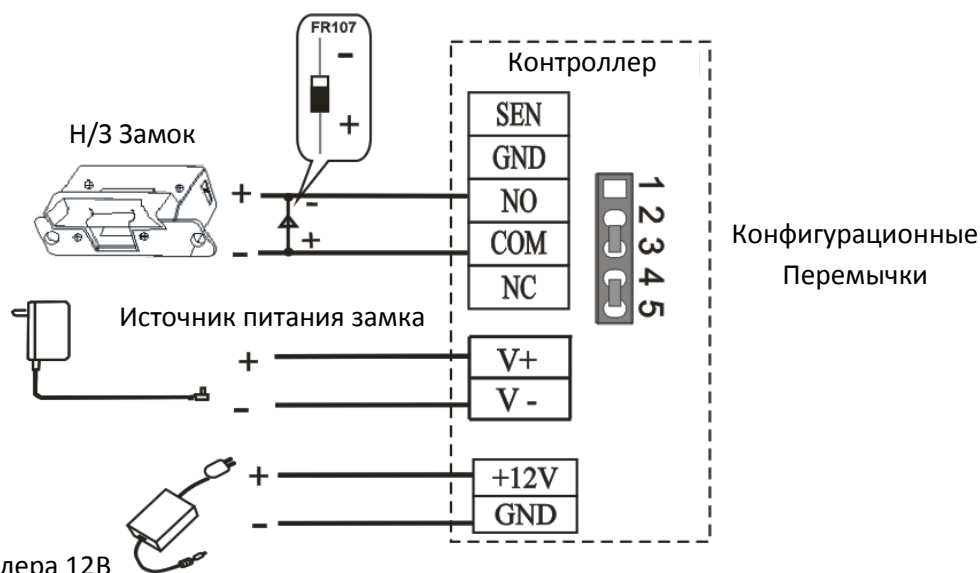 FR107
-
+
Контроллер
Н/З Замок
SEN
GND
NO
COM
NC
+
-
-
+
1
2
3
4
5
Конфигурационные
Перемычки
Источник питания замка
+
-
V+
V -
+
-
+12V
GND
лера 12В